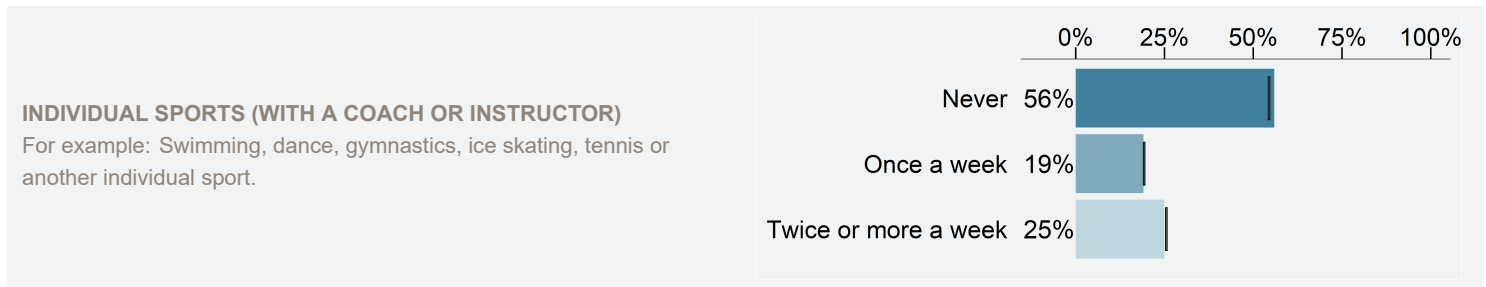 INDIVIDUAL SPORTS (WITH A COACH OR INSTRUCTOR)
For example: Swimming, dance, gymnastics, ice skating, tennis or
another individual sport.
0% 25% 50% 75% 100%
Never 56%
Once a week 19%
Twice or more a week 25%